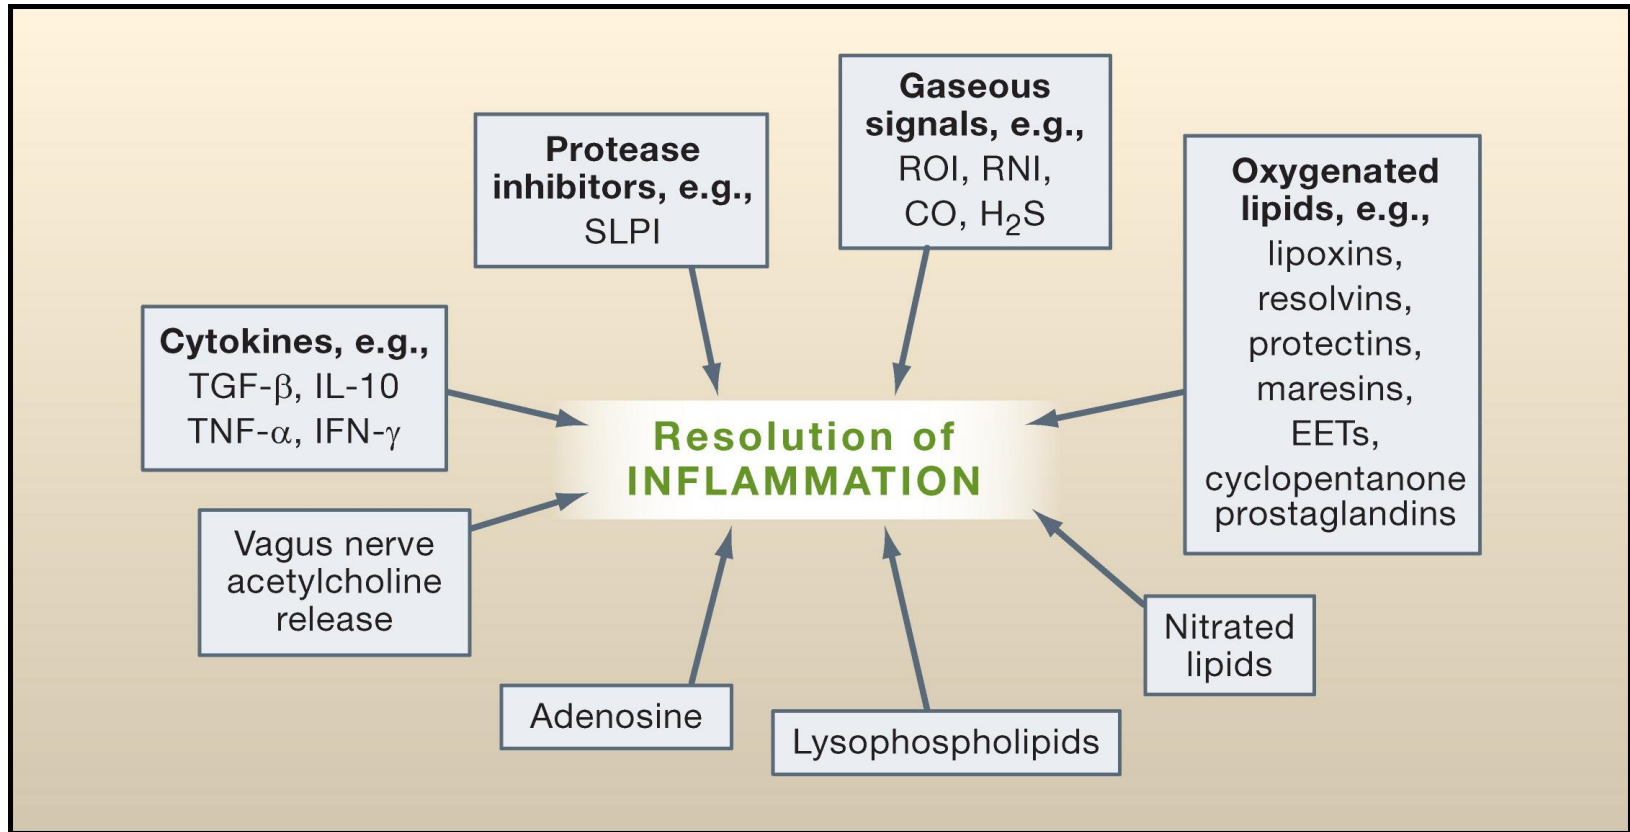 Gaseous
signals, e.g.,
ROI, RNI,
CO, H₂S
Protease
inhibitors, e.g.,
SLPI
Oxygenated
lipids, e.g.,
lipoxins,
resolvins,
protectins,
maresins,
EETs,
cyclopentanone
prostaglandins
Cytokines, e.g.,
TGF-β, IL-10
TNF-α, IFN-γ
Resolution of
INFLAMMATION
Vagus nerve
acetylcholine
release
Nitrated
lipids
Adenosine
Lysophospholipids